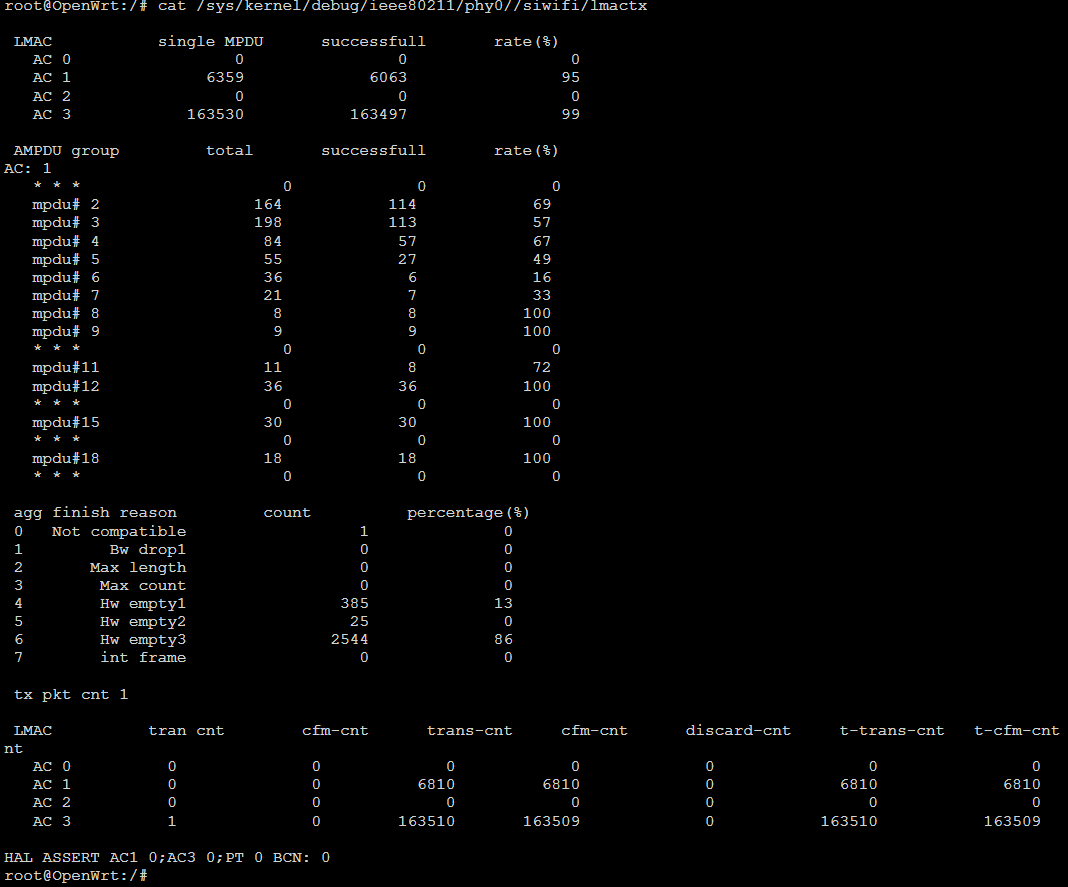 root@OpenWrt:/# cat /sys/kernel/debug/ieee80211/phy0//siwifi/lmactx
LMAC single MPDU successfull rate(%)
AC 0 0 0 0
AC 1 6359 6063 95
AC 2 0 0 0
AC 3 163530 163497 99
AMPDU group total successfull rate(%)
AC: 1
* * * 0 0 0
mpdu# 2 164 114 69
mpdu# 3 198 113 57
mpdu# 4 84 57 67
mpdu# 5 55 27 49
mpdu# 6 36 6 16
mpdu# 7 21 7 33
mpdu# 8 8 8 100
mpdu# 9 9 9 100
* * * 0 0 0
mpdu#11 11 8 72
mpdu#12 36 36 100
* * * 0 0 0
mpdu#15 30 30 100
* * * 0 0 0
mpdu#18 18 18 100
* * * 0 0 0
agg finish reason count percentage(%)
0 Not compatible 1 0
1 Bw drop1 0 0
2 Max length 0 0
3 Max count 0 0
4 Hw empty1 385 13
5 Hw empty2 25 0
6 Hw empty3 2544 86
7 int frame 0 0
tx pkt cnt 1
LMAC tran cnt cfm-cnt trans-cnt cfm-cnt discard-cnt t-trans-cnt t-cfm-cnt
nt
AC 0 0 0 0 0 0 0 0
AC 1 0 0 6810 6810 0 6810 6810
AC 2 0 0 0 0 0 0 0
AC 3 1 0 163510 163509 0 163510 163509
HAL ASSERT AC1 0;AC3 0;PT 0 BCN: 0
root@OpenWrt:/#